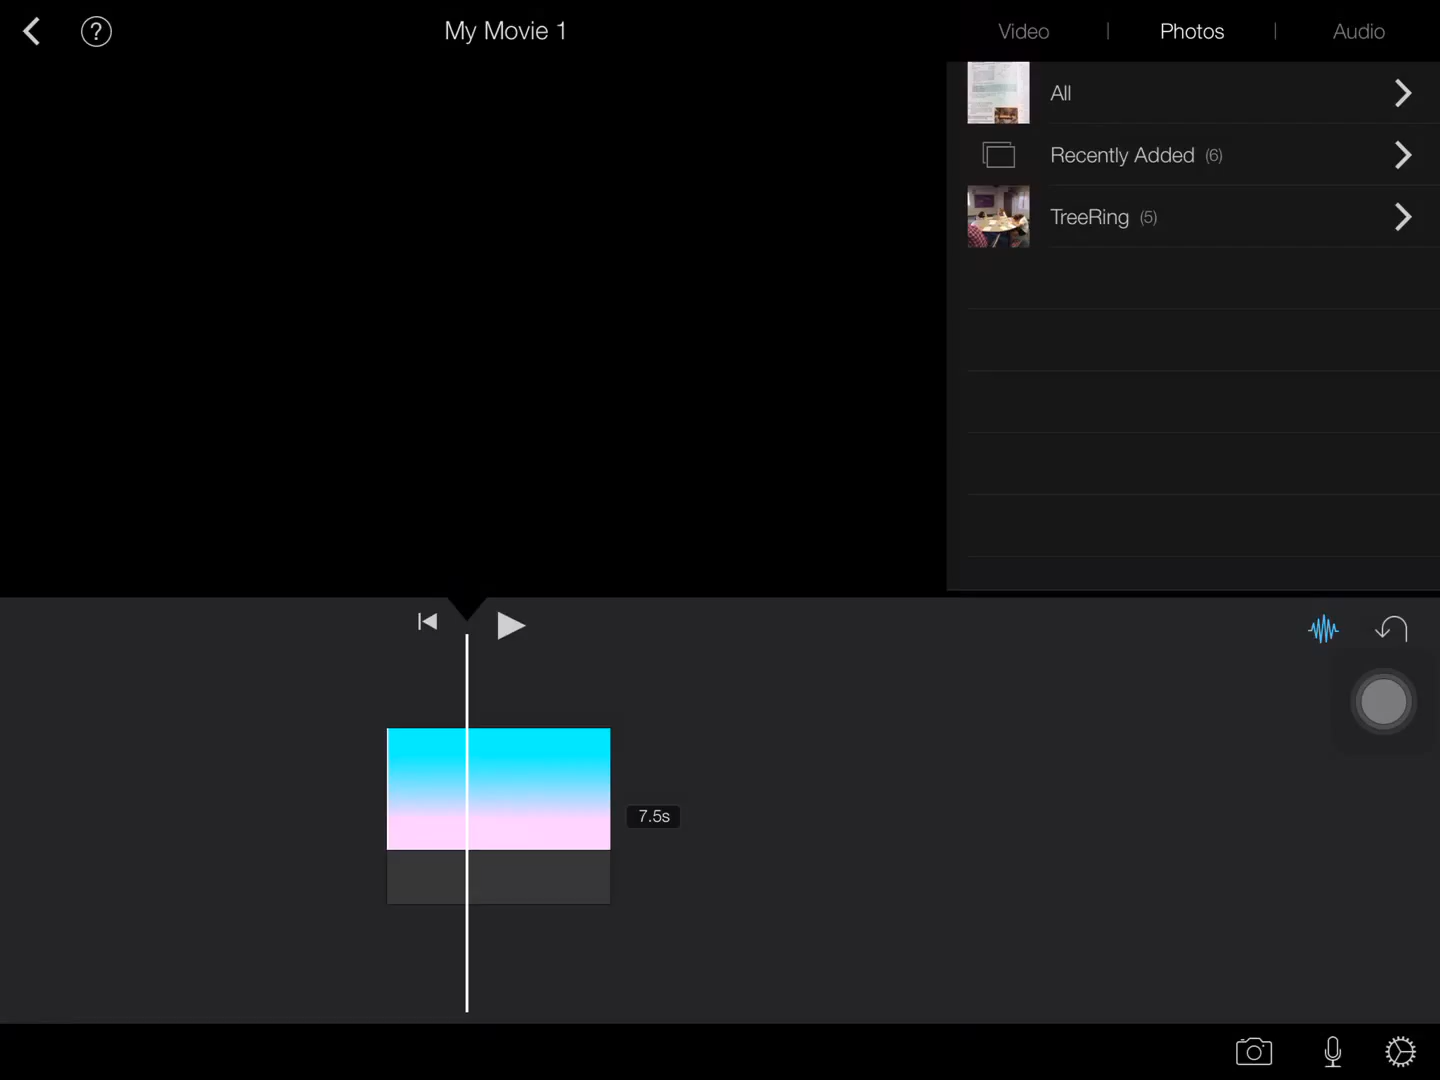 ?
My Movie 1
Video | Photos | Audio
All
Recently Added (6)
TreeRing (5)
7.5s